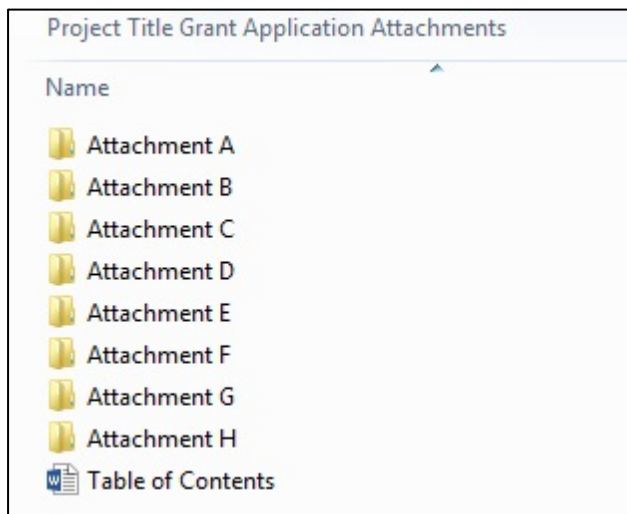 Project Title Grant Application Attachments
Name
Attachment A
Attachment B
Attachment C
Attachment D
Attachment E
Attachment F
Attachment G
Attachment H
Table of Contents